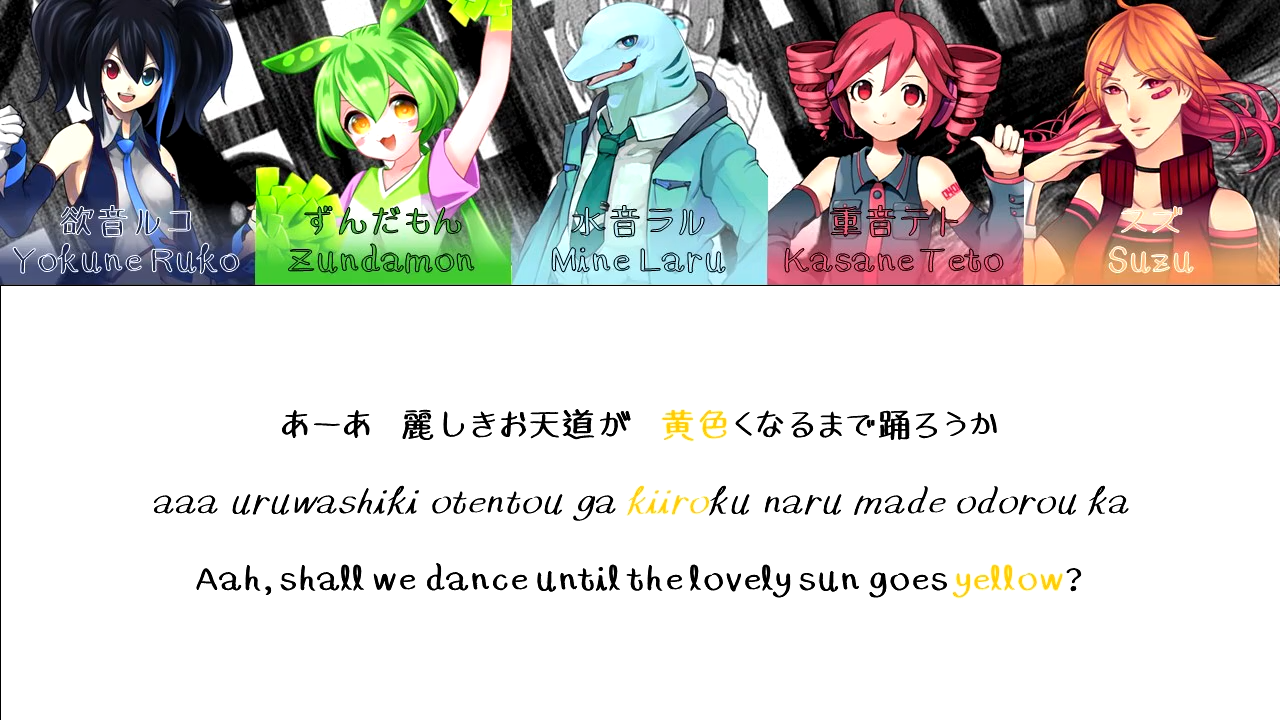 欲音ルコ
Yokune Ruko
ずんだもん
Zundamon
水音ラル
Mine Laru
重音テト
Kasane Teto
スズ
Suzu
あーあ　麗しきお天道が　黄色くなるまで踊ろうか
aaa uruwashiki otentou ga kiiroku naru made odorou ka
Aah, shall we dance until the lovely sun goes yellow?